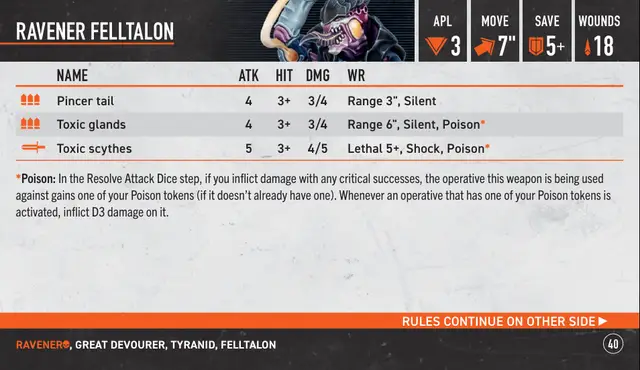 RAVENER FELLTALON
APL
3
MOVE
7"
SAVE
5+
WOUNDS
18
NAME ATK HIT DMG WR
Pincer tail 4 3+ 3/4 Range 3", Silent
Toxic glands 4 3+ 3/4 Range 6", Silent, Poison*
Toxic scythes 5 3+ 4/5 Lethal 5+, Shock, Poison*
*Poison: In the Resolve Attack Dice step, if you inflict damage with any critical successes, the operative this weapon is being used
against gains one of your Poison tokens (if it doesn't already have one). Whenever an operative that has one of your Poison tokens is
activated, inflict D3 damage on it.
RULES CONTINUE ON OTHER SIDE ▶
RAVENER, GREAT DEVOURER, TYRANID, FELLTALON
40